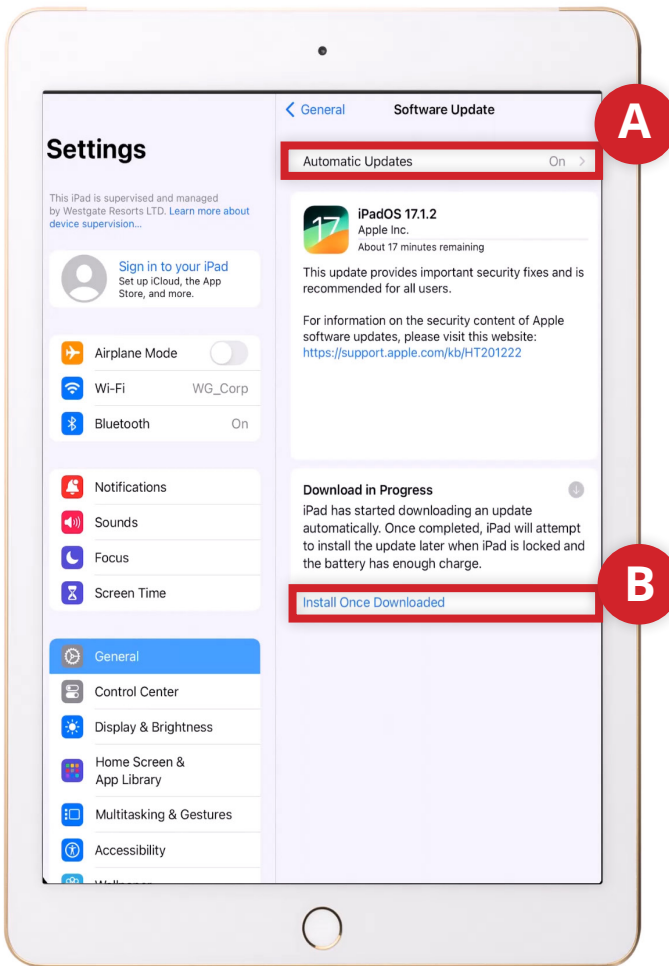 Settings
This iPad is supervised and managed
by Westgate Resorts LTD. Learn more about
device supervision...
Sign in to your iPad
Set up iCloud, the App
Store, and more.
Airplane Mode
Wi-Fi WG_Corp
Bluetooth On
Notifications
Sounds
Focus
Screen Time
General
Control Center
Display & Brightness
Home Screen &
App Library
Multitasking & Gestures
Accessibility
General Software Update
A
Automatic Updates On
17
iPadOS 17.1.2
Apple Inc.
About 17 minutes remaining
This update provides important security fixes and is
recommended for all users.
For information on the security content of Apple
software updates, please visit this website:
https://support.apple.com/kb/HT201222
Download in Progress
iPad has started downloading an update
automatically. Once completed, iPad will attempt
to install the update later when iPad is locked and
the battery has enough charge.
B
Install Once Downloaded